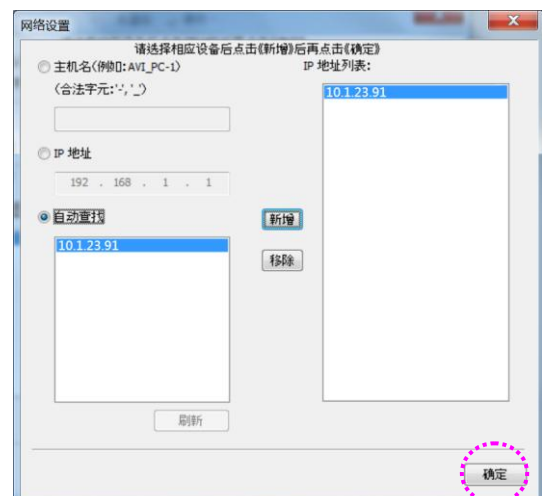 网络设置
请选择相应设备后点击《新增》后再点击《确定》
主机名(例如:AVI_PC-1)
IP 地址列表:
(合法字元:'-', '_')
10.1.23.91
IP 地址
192 . 168 . 1 . 1
自动查找
新增
10.1.23.91
移除
刷新
确定